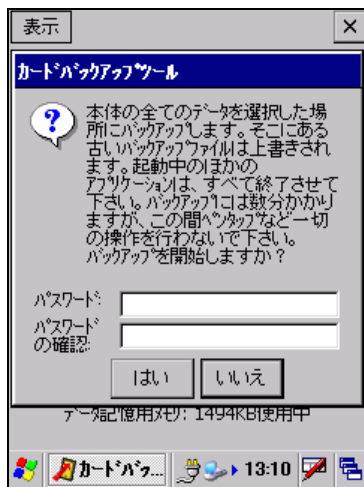 表示
×
カードバックアップツール
本体の全てのデータを選択した場
所にバックアップします。そこにある
古いバックアップファイルは上書きされ
ます。起動中のほかの
アプリケーションは、すべて終了させて
下さい。バックアップには数分かかり
ますが、この間ペンタップなど一切
の操作を行わないで下さい。
バックアップを開始しますか？
パスワード:
パスワード
の確認:
はい
いいえ
データ記憶用メモリ: 1494KB使用中
カードバッ...
13:10